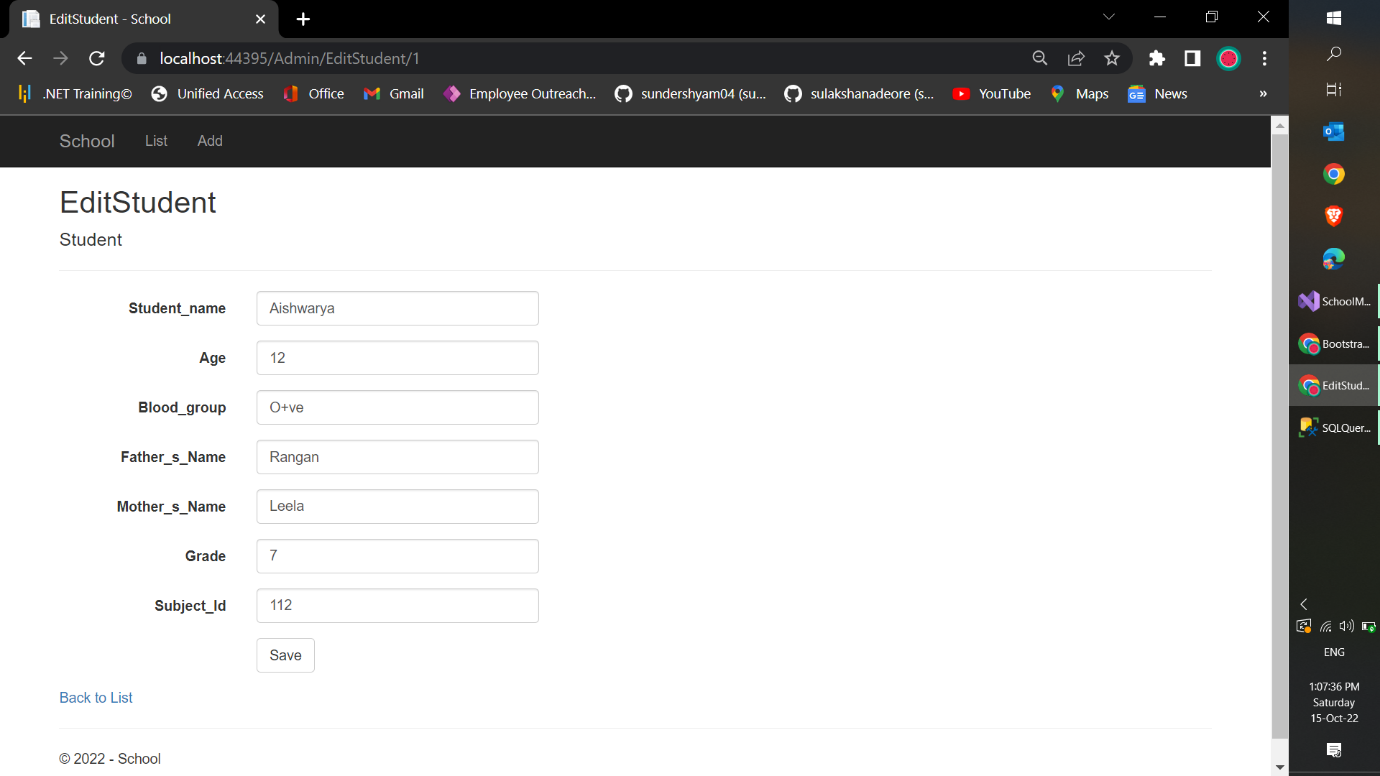 EditStudent - School
localhost:44395/Admin/EditStudent/1
.NET Training© Unified Access Office Gmail Employee Outreach... sundershyam04 (su... sulakshanadeore (s... YouTube Maps News »
School List Add
EditStudent
Student
Student_name Aishwarya
Age 12
Blood_group O+ve
Father_s_Name Rangan
Mother_s_Name Leela
Grade 7
Subject_Id 112
Save
Back to List
© 2022 - School
SchoolM...
Bootstra...
EditStud...
SQLQuer...
ENG
1:07:36 PM
Saturday
15-Oct-22